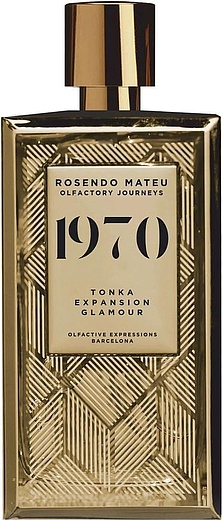 ROSENDO MATEU
OLFACTORY JOURNEYS
1970
TONKA
EXPANSION
GLAMOUR
OLFACTIVE EXPRESSIONS
BARCELONA